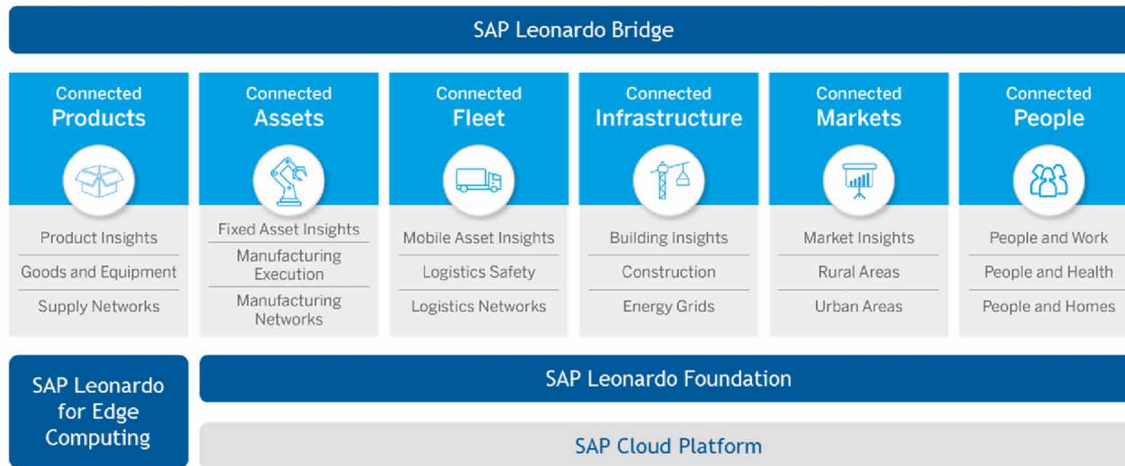 SAP Leonardo Bridge
Connected
Products
Product Insights
Goods and Equipment
Supply Networks
Connected
Assets
Fixed Asset Insights
Manufacturing
Execution
Manufacturing
Networks
Connected
Fleet
Mobile Asset Insights
Logistics Safety
Logistics Networks
Connected
Infrastructure
Building Insights
Construction
Energy Grids
Connected
Markets
Market Insights
Rural Areas
Urban Areas
Connected
People
People and Work
People and Health
People and Homes
SAP Leonardo
for Edge
Computing
SAP Leonardo Foundation
SAP Cloud Platform